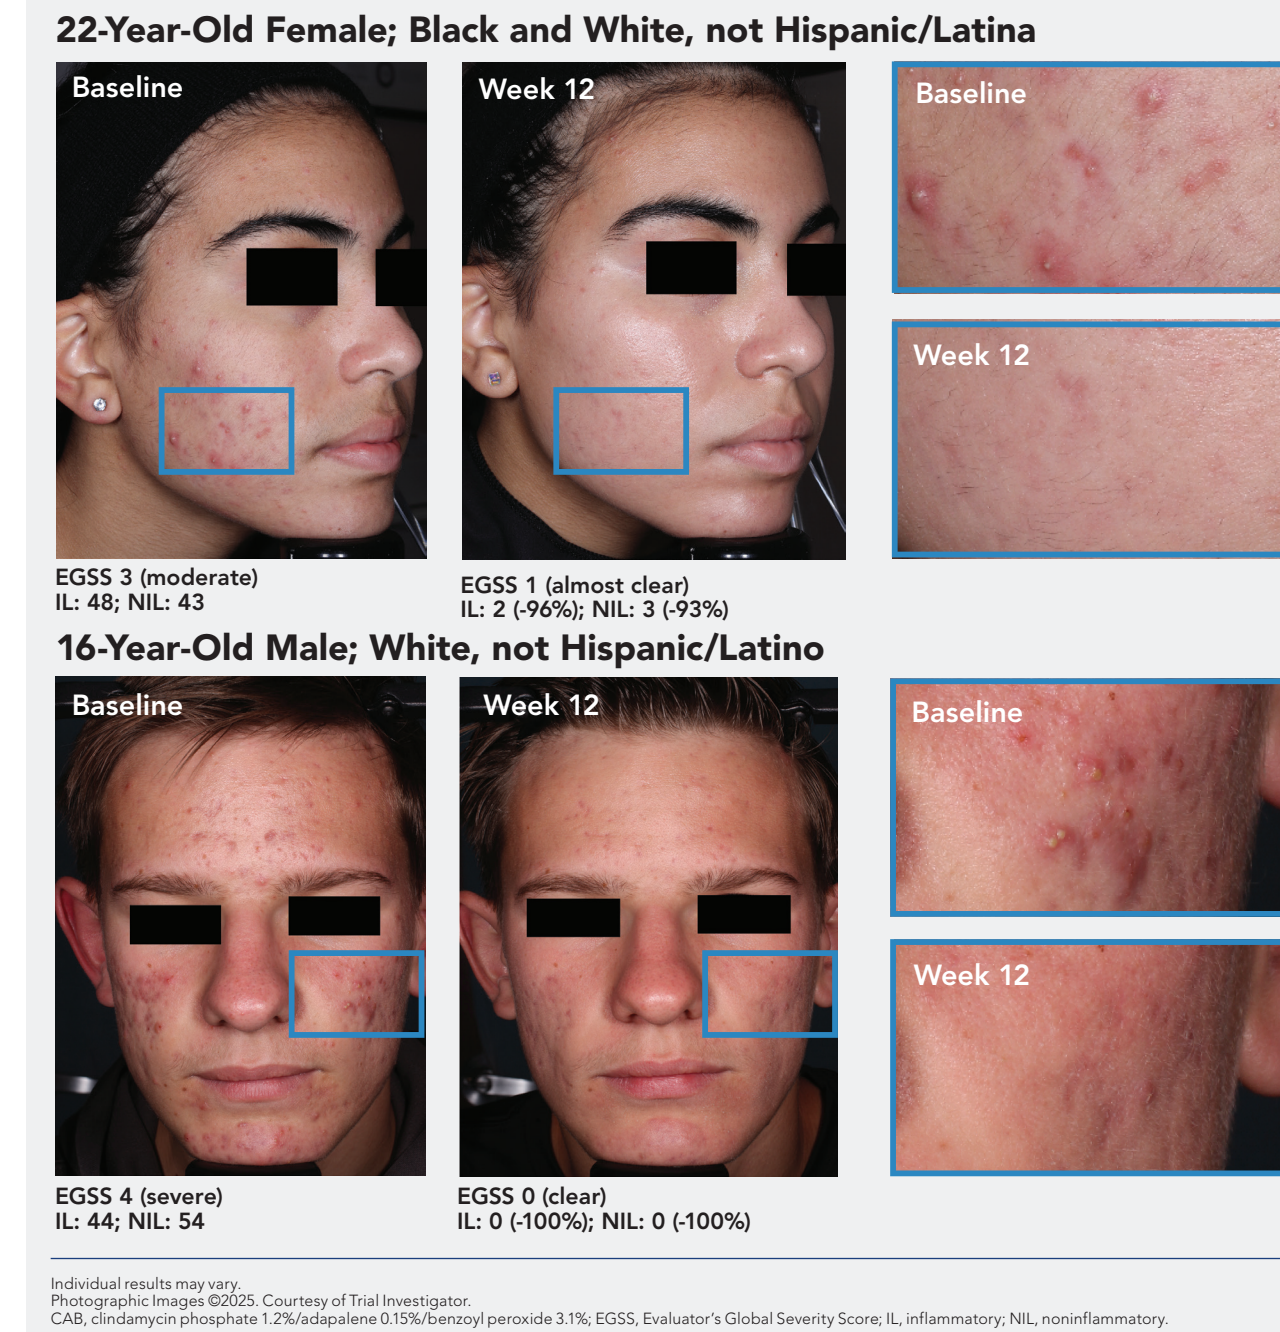 22-Year-Old Female; Black and White, not Hispanic/Latina
Baseline
Week 12
Baseline
Week 12
EGSS 3 (moderate)
IL: 48; NIL: 43
EGSS 1 (almost clear)
IL: 2 (-96%); NIL: 3 (-93%)
16-Year-Old Male; White, not Hispanic/Latino
Baseline
Week 12
Baseline
Week 12
EGSS 4 (severe)
IL: 44; NIL: 54
EGSS 0 (clear)
IL: 0 (-100%); NIL: 0 (-100%)
Individual results may vary.
Photographic Images ©2025. Courtesy of Trial Investigator.
CAB, clindamycin phosphate 1.2%/adapalene 0.15%/benzoyl peroxide 3.1%; EGSS, Evaluator's Global Severity Score; IL, inflammatory; NIL, noninflammatory.